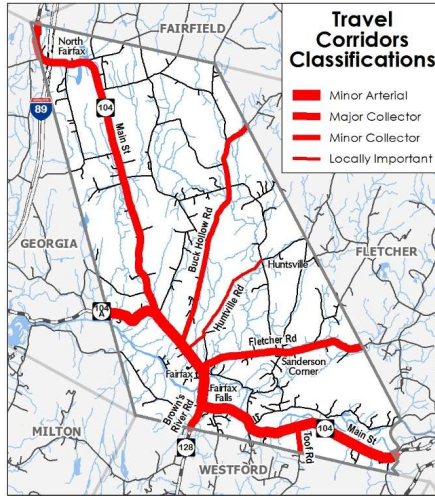 Travel
Corridors
Classifications
Minor Arterial
Major Collector
Minor Collector
Locally Important
FAIRFIELD
North
Fairfax
104
Main St
89
Buck Hollow Rd
GEORGIA
FLETCHER
Huntsville
Huntville Rd
104
A
Fletcher Rd
Sanderson
Corner
Fairfax
Fairfax
Falls
Brown's
River Rd
104
Main St
Toof Rd
MILTON
128
WESTFORD